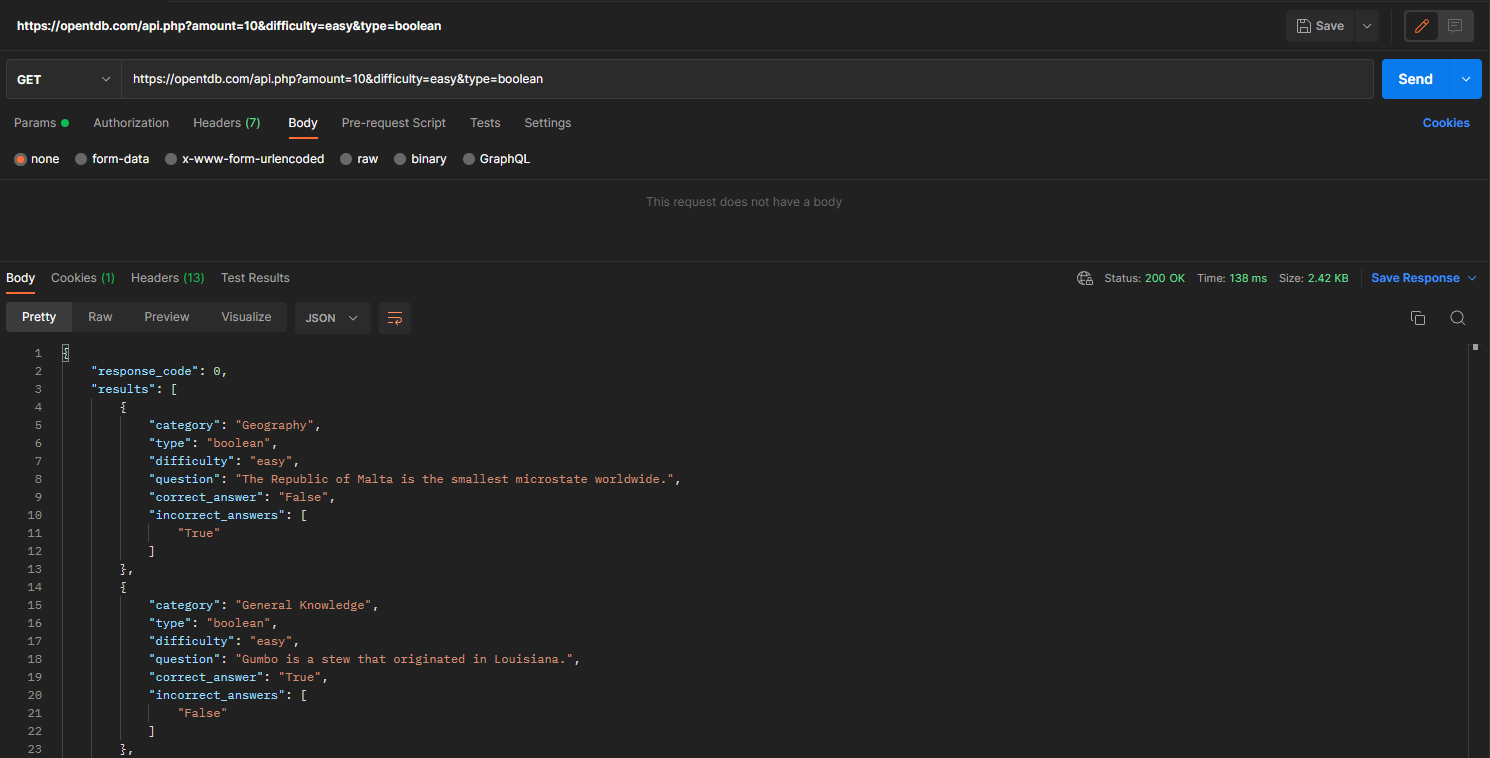 https://opentdb.com/api.php?amount=10&difficulty=easy&type=boolean
Save
GET https://opentdb.com/api.php?amount=10&difficulty=easy&type=boolean Send
Params Authorization Headers (7) Body Pre-request Script Tests Settings Cookies
none form-data x-www-form-urlencoded raw binary GraphQL
This request does not have a body
Body Cookies (1) Headers (13) Test Results Status: 200 OK Time: 138 ms Size: 2.42 KB Save Response
Pretty Raw Preview Visualize JSON
1 {
2 "response_code": 0,
3 "results": [
4 {
5 "category": "Geography",
6 "type": "boolean",
7 "difficulty": "easy",
8 "question": "The Republic of Malta is the smallest microstate worldwide.",
9 "correct_answer": "False",
10 "incorrect_answers": [
11 "True"
12 ]
13 },
14 {
15 "category": "General Knowledge",
16 "type": "boolean",
17 "difficulty": "easy",
18 "question": "Gumbo is a stew that originated in Louisiana.",
19 "correct_answer": "True",
20 "incorrect_answers": [
21 "False"
22 ]
23 },